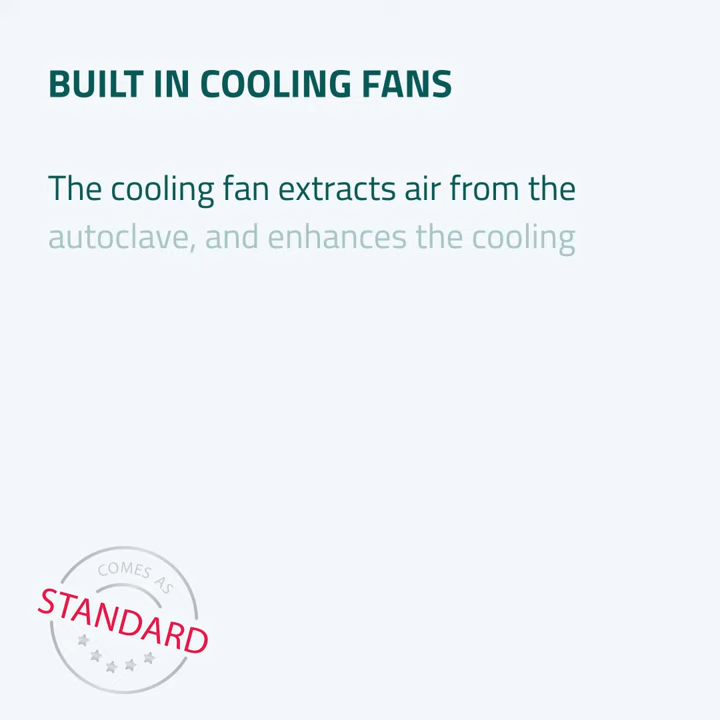 BUILT IN COOLING FANS
The cooling fan extracts air from the
autoclave, and enhances the cooling
COMES AS
STANDARD